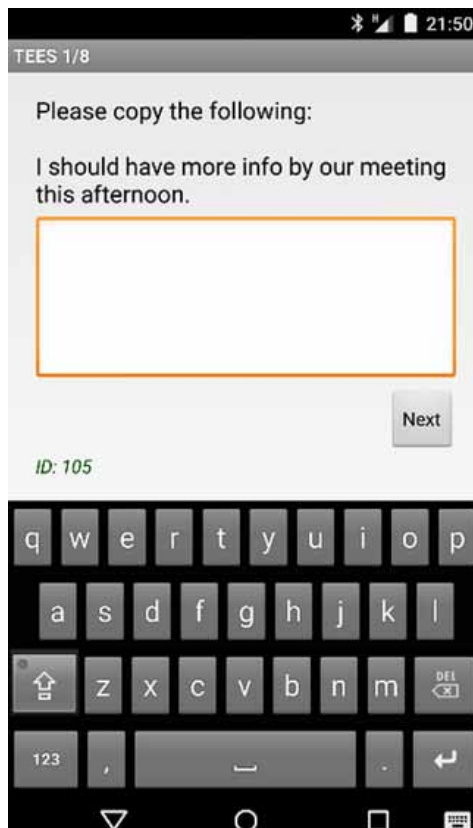 H
21:50
TEES 1/8
Please copy the following:
I should have more info by our meeting
this afternoon.
Next
ID: 105
q w e r t y u i o p
a s d f g h j k l
z x c v b n m DEL
123 , .